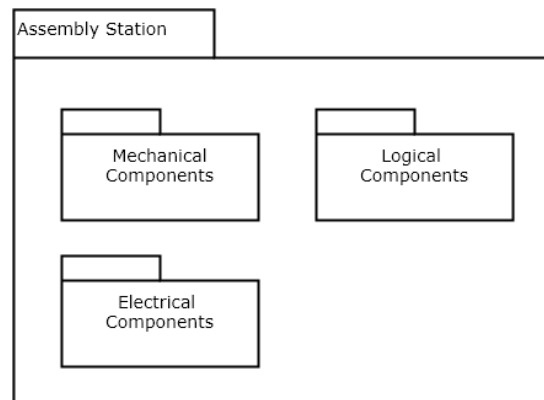 Assembly Station
Mechanical
Components
Logical
Components
Electrical
Components